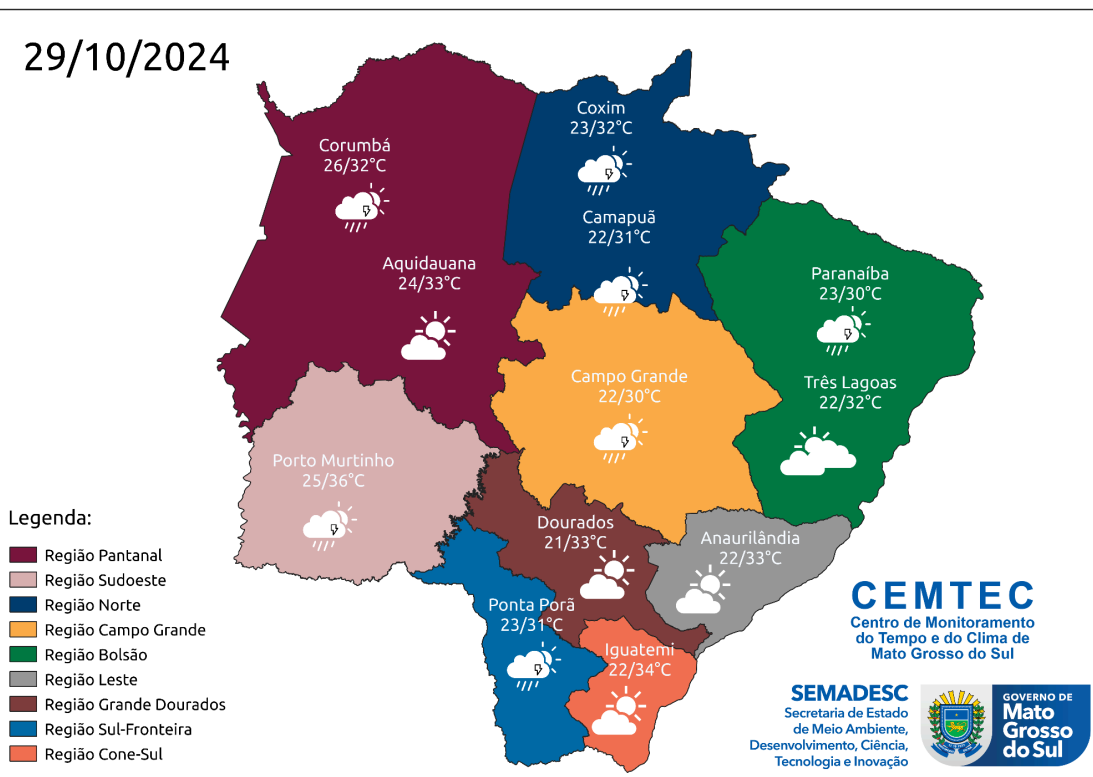 29/10/2024
Coxim
23/32°C
Corumbá
26/32°C
Camapuã
22/31°C
Aquidauana
24/33°C
Paranaíba
23/30°C
Campo Grande
22/30°C
Três Lagoas
22/32°C
Porto Murtinho
25/36°C
Dourados
21/33°C
Anaurilândia
22/33°C
Ponta Porã
23/31°C
Iguatemi
22/34°C
Legenda:
Região Pantanal
Região Sudoeste
Região Norte
Região Campo Grande
Região Bolsão
Região Leste
Região Grande Dourados
Região Sul-Fronteira
Região Cone-Sul
CEMTEC
Centro de Monitoramento
do Tempo e do Clima de
Mato Grosso do Sul
SEMADESC
Secretaria de Estado
de Meio Ambiente,
Desenvolvimento, Ciência,
Tecnologia e Inovação
GOVERNO DE
Mato
Grosso
do Sul